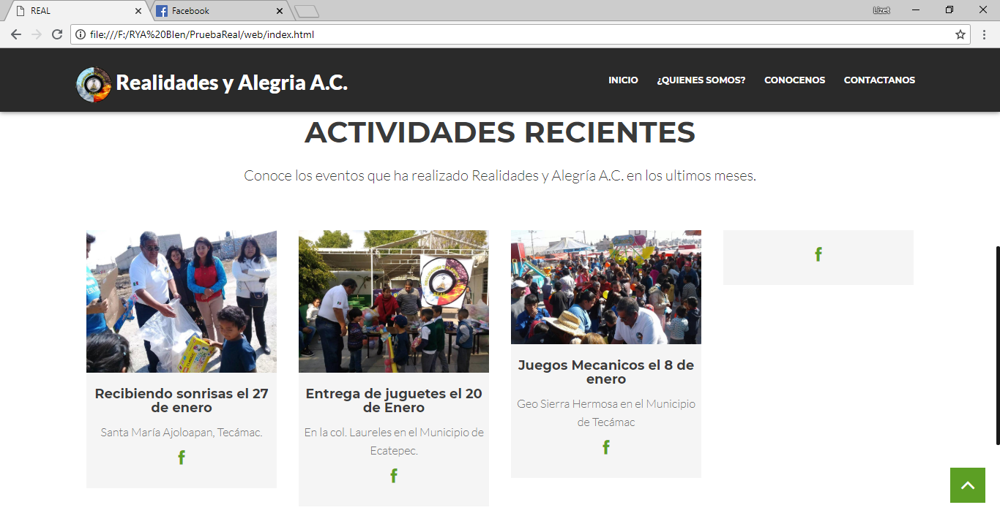 REAL
Facebook
Lizet
file:///F:/RYA%20BIen/PruebaReal/web/index.html
Realidades y Alegria A.C.
INICIO
¿QUIENES SOMOS?
CONOCENOS
CONTACTANOS
ACTIVIDADES RECIENTES
Conoce los eventos que ha realizado Realidades y Alegría A.C. en los ultimos meses.
Recibiendo sonrisas el 27
de enero
Santa María Ajoloapan, Tecámac.
Entrega de juguetes el 20
de Enero
En la col. Laureles en el Municipio de
Ecatepec.
Juegos Mecanicos el 8 de
enero
Geo Sierra Hermosa en el Municipio
de Tecámac